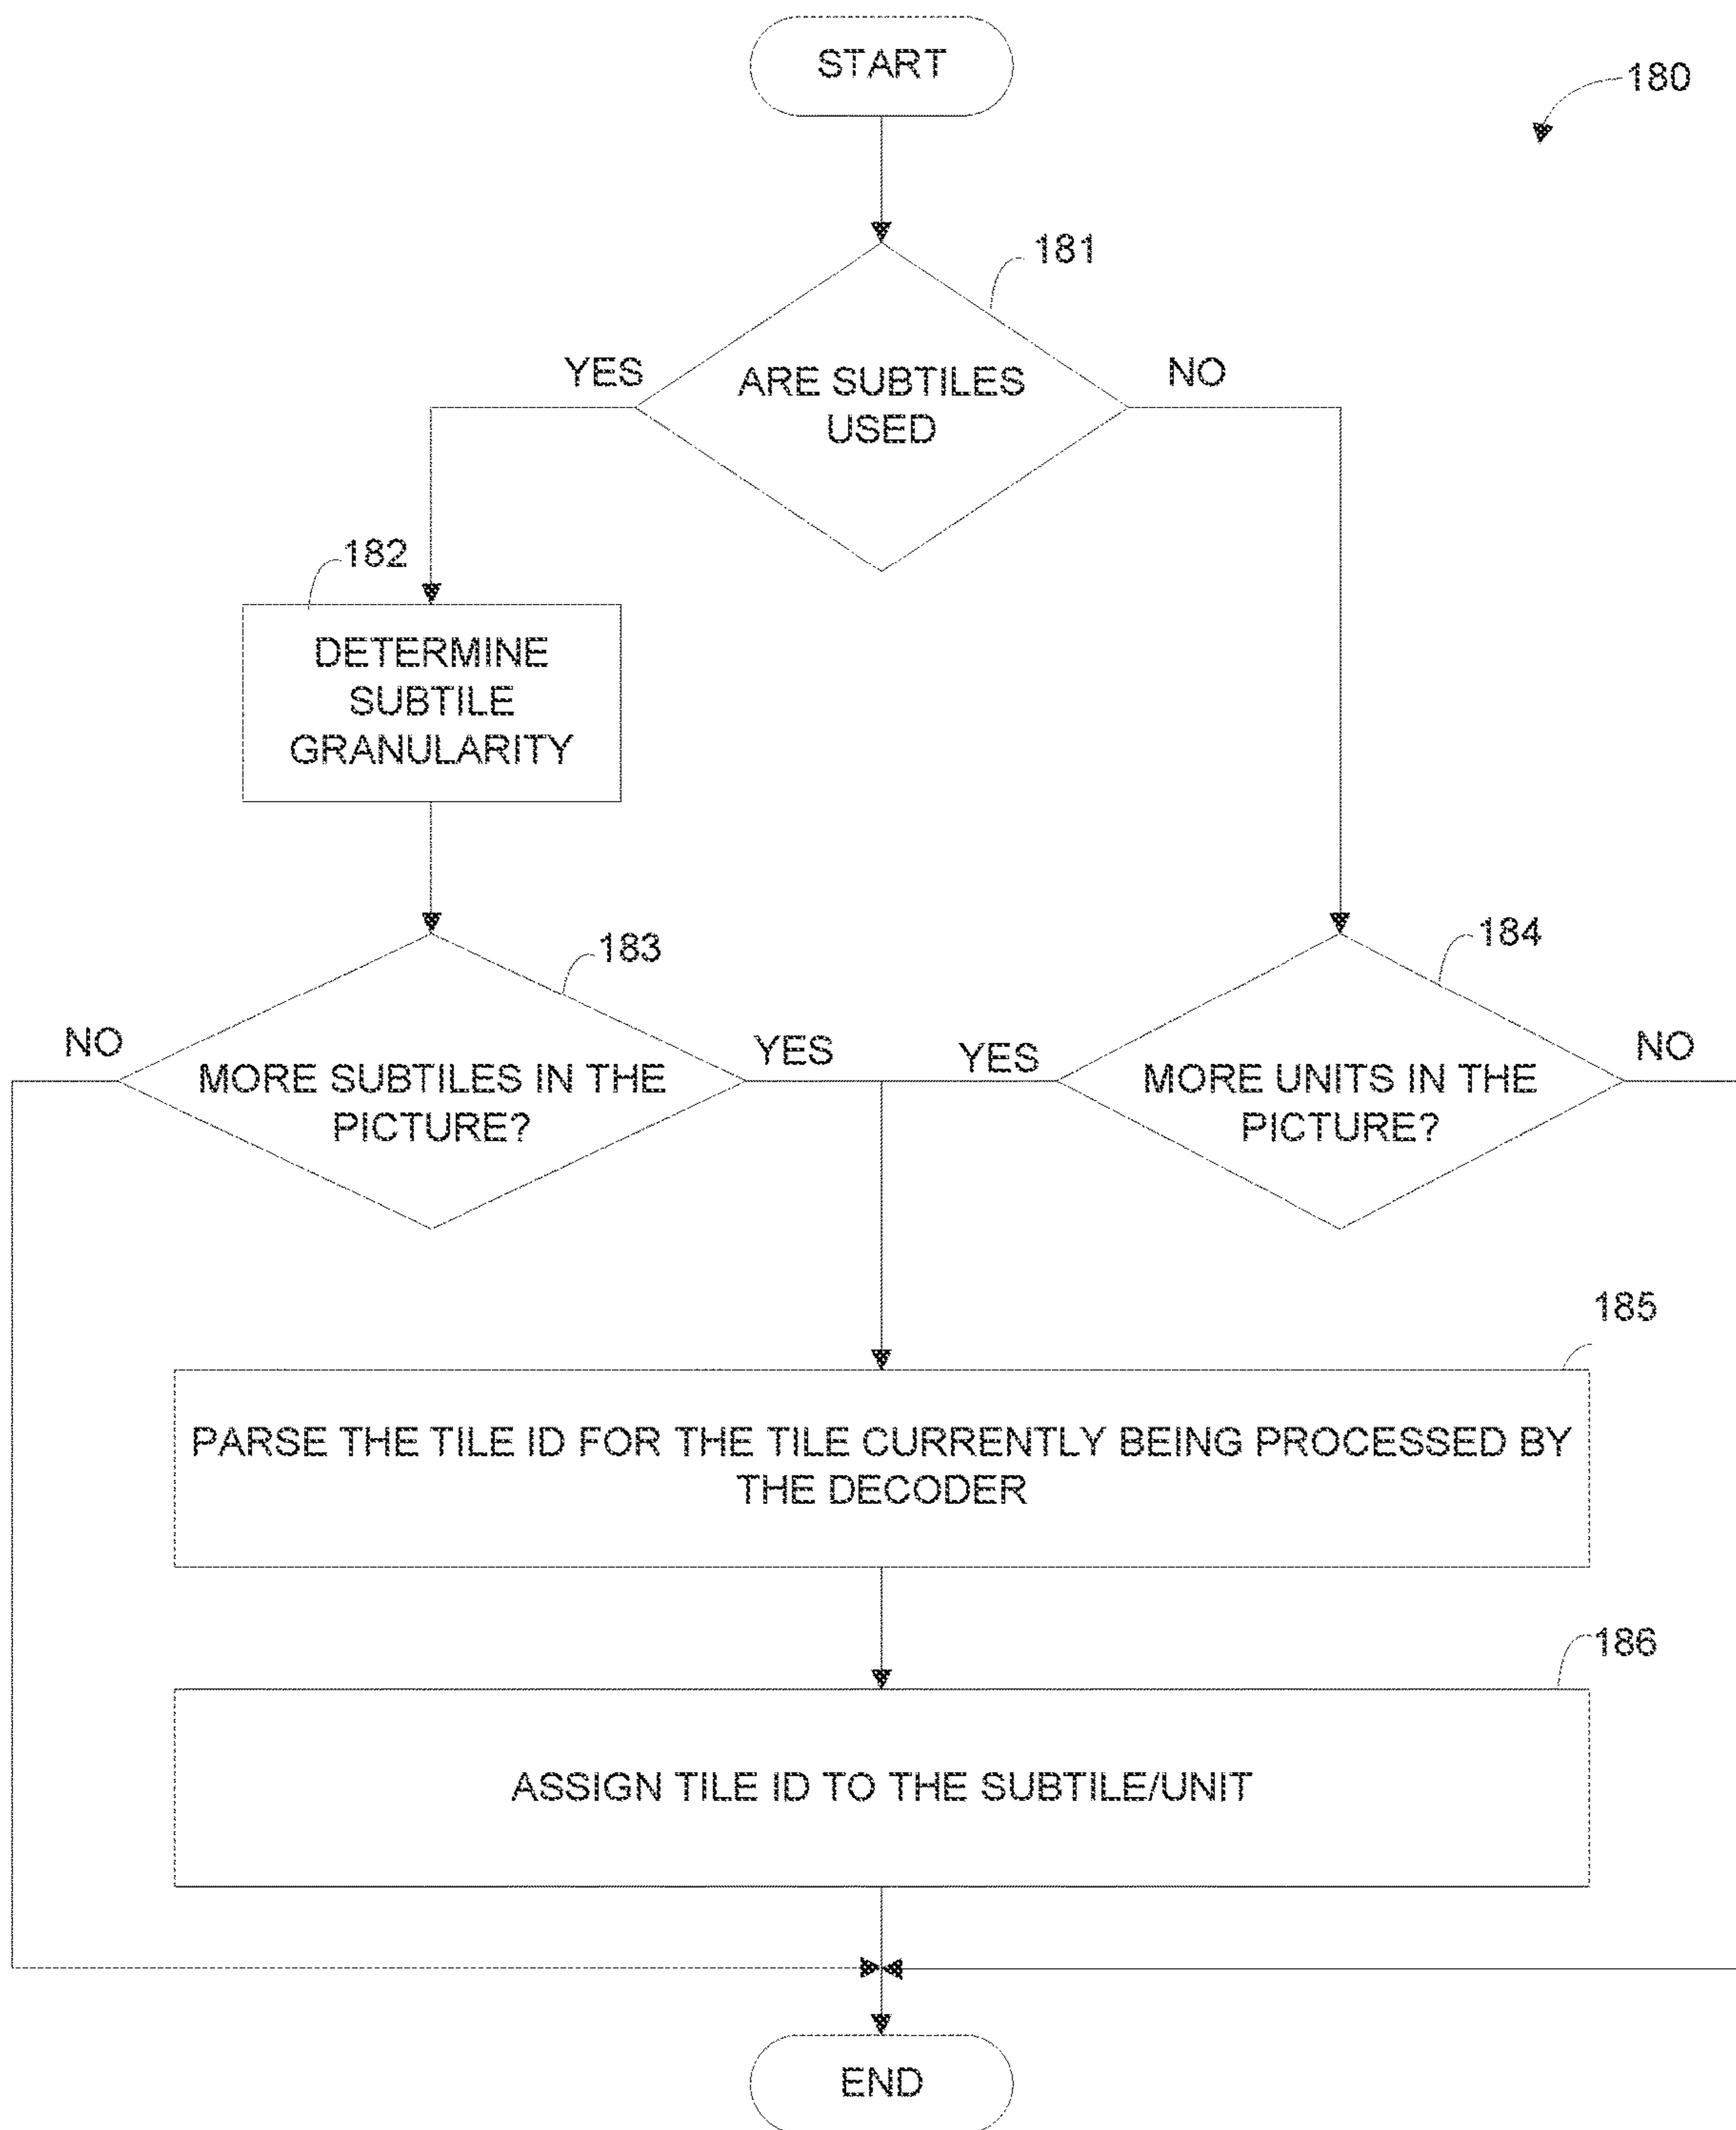 START
180
181
YES
NO
ARE SUBTILES
USED
182
DETERMINE
SUBTILE
GRANULARITY
183
184
NO
YES
YES
NO
MORE SUBTILES IN THE
PICTURE?
MORE UNITS IN THE
PICTURE?
185
PARSE THE TILE ID FOR THE TILE CURRENTLY BEING PROCESSED BY
THE DECODER
186
ASSIGN TILE ID TO THE SUBTILE/UNIT
END